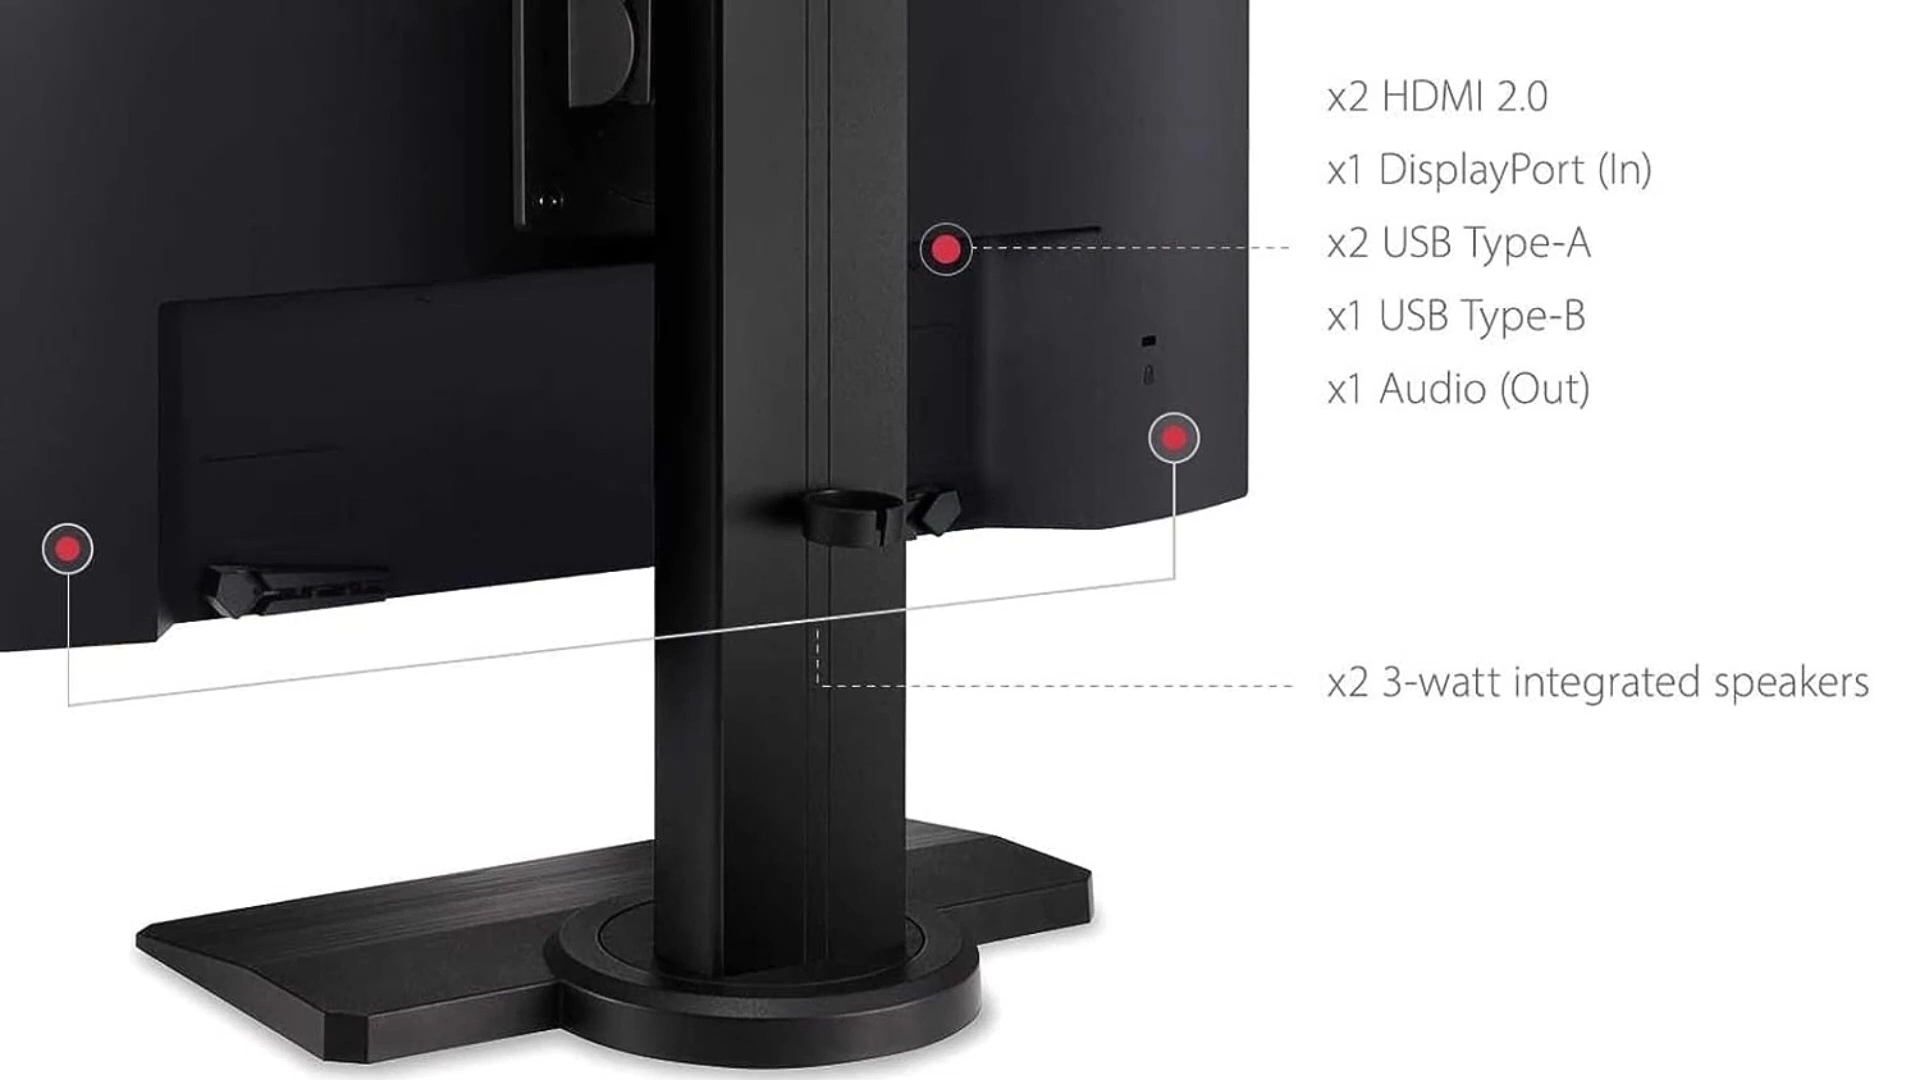 x2 HDMI 2.0
x1 DisplayPort (In)
x2 USB Type-A
x1 USB Type-B
x1 Audio (Out)
x2 3-watt integrated speakers